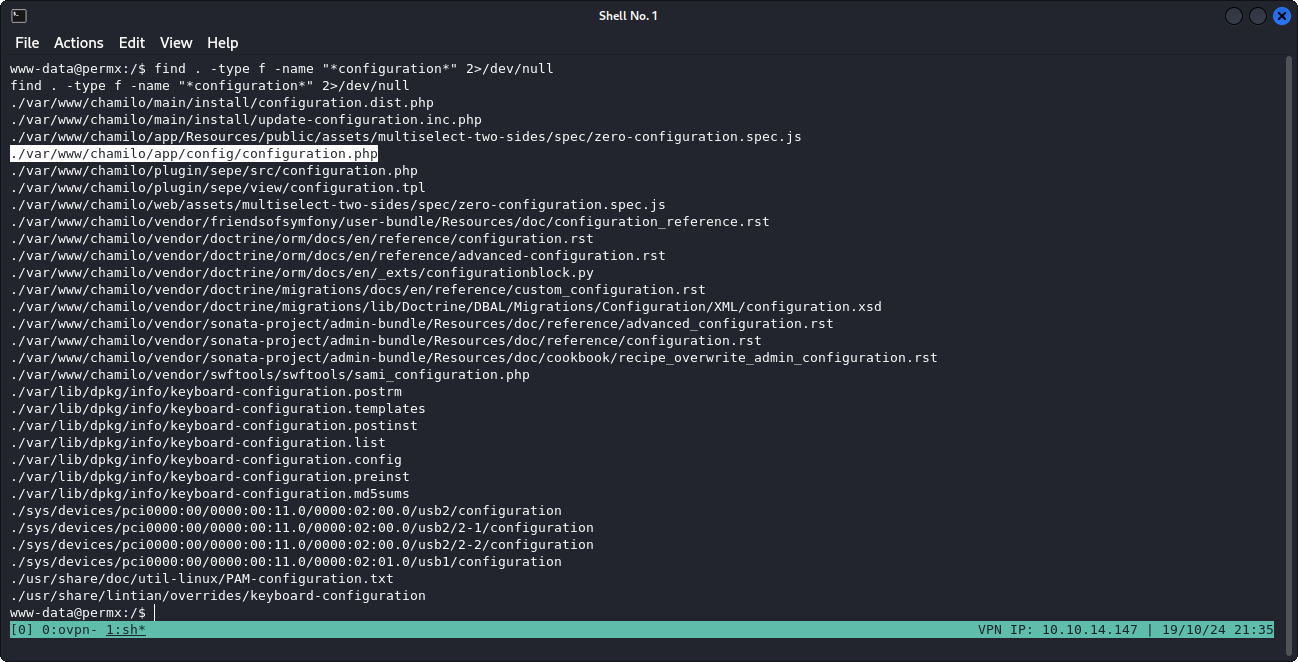 Shell No. 1
File Actions Edit View Help
www-data@permx:/$ find . -type f -name "*configuration*" 2>/dev/null
find . -type f -name "*configuration*" 2>/dev/null
./var/www/chamilo/main/install/configuration.dist.php
./var/www/chamilo/main/install/update-configuration.inc.php
./var/www/chamilo/app/Resources/public/assets/multiselect-two-sides/spec/zero-configuration.spec.js
./var/www/chamilo/app/config/configuration.php
./var/www/chamilo/plugin/sepe/src/configuration.php
./var/www/chamilo/plugin/sepe/view/configuration.tpl
./var/www/chamilo/web/assets/multiselect-two-sides/spec/zero-configuration.spec.js
./var/www/chamilo/vendor/friendsofsymfony/user-bundle/Resources/doc/configuration_reference.rst
./var/www/chamilo/vendor/doctrine/orm/docs/en/reference/configuration.rst
./var/www/chamilo/vendor/doctrine/orm/docs/en/reference/advanced-configuration.rst
./var/www/chamilo/vendor/doctrine/orm/docs/en/_exts/configurationblock.py
./var/www/chamilo/vendor/doctrine/migrations/docs/en/reference/custom_configuration.rst
./var/www/chamilo/vendor/doctrine/migrations/lib/Doctrine/DBAL/Migrations/Configuration/XML/configuration.xsd
./var/www/chamilo/vendor/sonata-project/admin-bundle/Resources/doc/reference/advanced_configuration.rst
./var/www/chamilo/vendor/sonata-project/admin-bundle/Resources/doc/reference/configuration.rst
./var/www/chamilo/vendor/sonata-project/admin-bundle/Resources/doc/cookbook/recipe_overwrite_admin_configuration.rst
./var/www/chamilo/vendor/swftools/swftools/sami_configuration.php
./var/lib/dpkg/info/keyboard-configuration.postrm
./var/lib/dpkg/info/keyboard-configuration.templates
./var/lib/dpkg/info/keyboard-configuration.postinst
./var/lib/dpkg/info/keyboard-configuration.list
./var/lib/dpkg/info/keyboard-configuration.config
./var/lib/dpkg/info/keyboard-configuration.preinst
./var/lib/dpkg/info/keyboard-configuration.md5sums
./sys/devices/pci0000:00/0000:00:11.0/0000:02:00.0/usb2/configuration
./sys/devices/pci0000:00/0000:00:11.0/0000:02:00.0/usb2/2-1/configuration
./sys/devices/pci0000:00/0000:00:11.0/0000:02:00.0/usb2/2-2/configuration
./sys/devices/pci0000:00/0000:00:11.0/0000:02:01.0/usb1/configuration
./usr/share/doc/util-linux/PAM-configuration.txt
./usr/share/lintian/overrides/keyboard-configuration
www-data@permx:/$
[0] 0:ovpn- 1:sh* VPN IP: 10.10.14.147 | 19/10/24 21:35